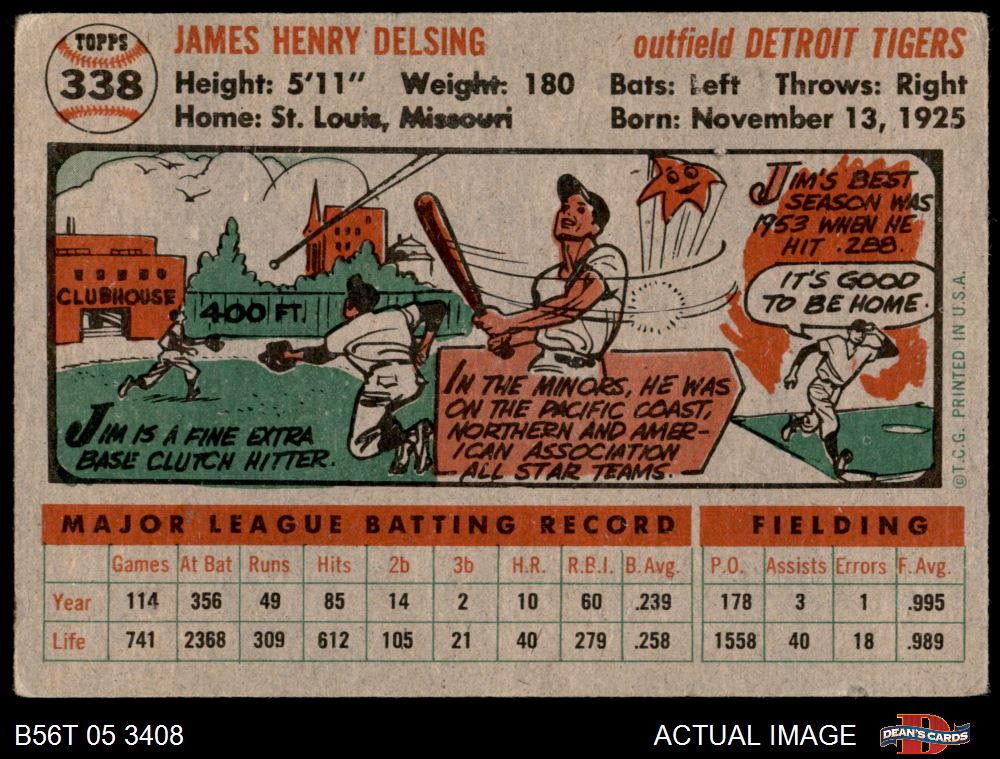 TOPPS
338
JAMES HENRY DELSING
outfield DETROIT TIGERS
Height: 5'11" Weight: 180 Bats: Left Throws: Right
Home: St. Louis, Missouri Born: November 13, 1925
CLUBHOUSE
400 FT.
JIM IS A FINE EXTRA
BASE CLUTCH HITTER.
IN THE MINORS, HE WAS
ON THE PACIFIC COAST,
NORTHERN AND AMER-
ICAN ASSOCIATION
ALL STAR TEAMS.
JIM'S BEST
SEASON WAS
1953 WHEN HE
HIT .288.
IT'S GOOD
TO BE HOME.
©T.C.G. PRINTED IN U.S.A.
MAJOR LEAGUE BATTING RECORD FIELDING
Games At Bat Runs Hits 2b 3b H.R. R.B.I. B. Avg. P.O. Assists Errors F. Avg.
Year 114 356 49 85 14 2 10 60 .239 178 3 1 .995
Life 741 2368 309 612 105 21 40 279 .258 1558 40 18 .989
B56T 05 3408
ACTUAL IMAGE
DEAN'S CARDS